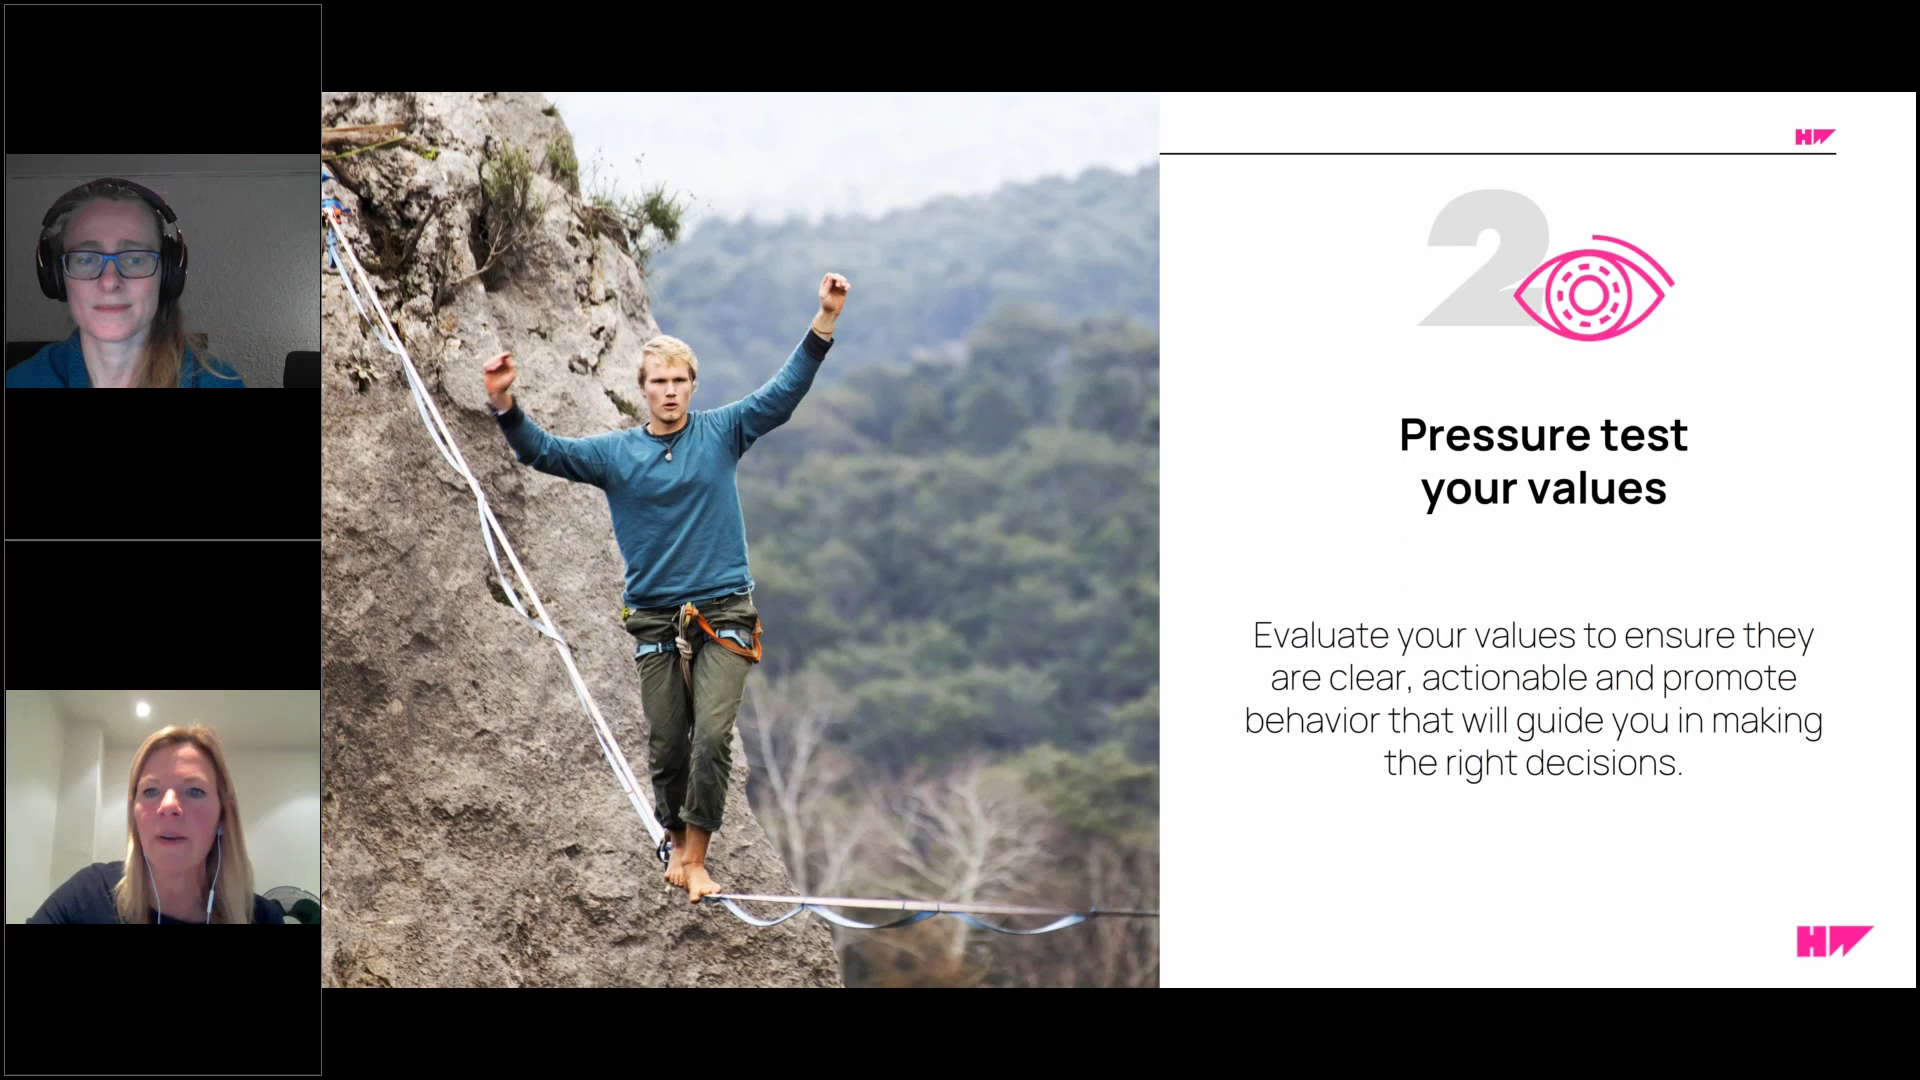 HW
2
Pressure test
your values
Evaluate your values to ensure they
are clear, actionable and promote
behavior that will guide you in making
the right decisions.
HW